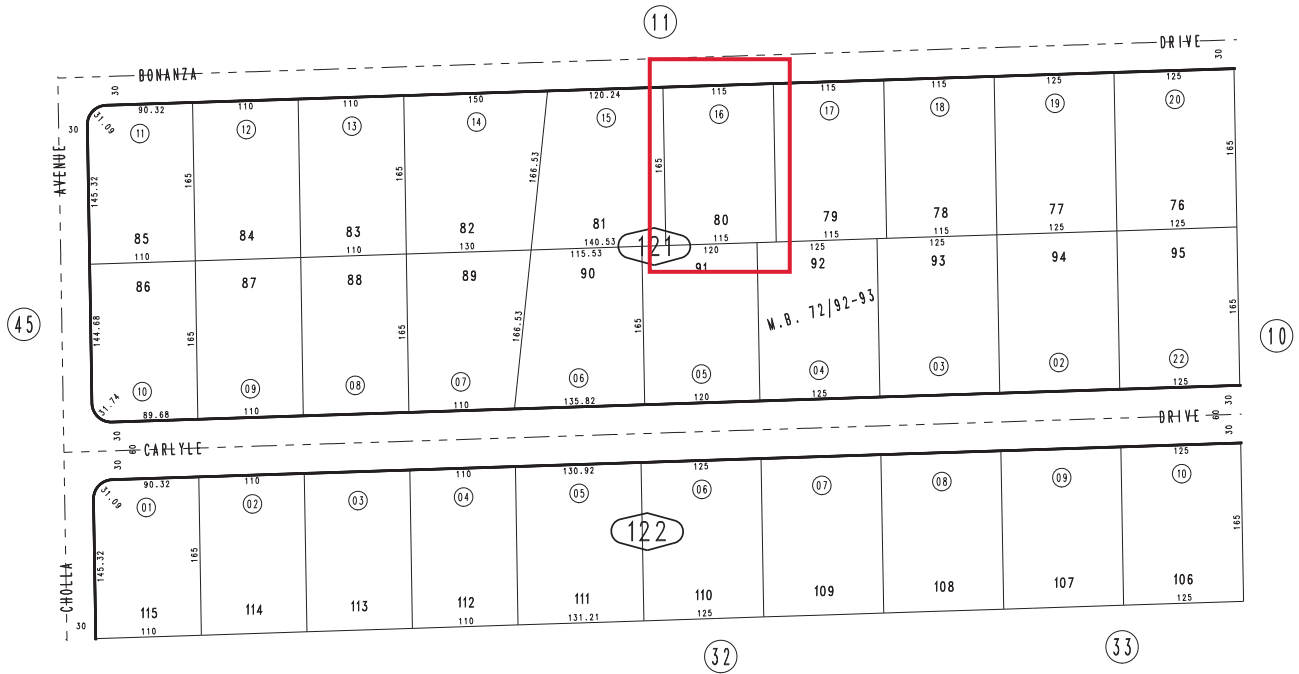 11
BONANZA DRIVE
30 30
90.32 110 110 150 120.24 115 115 115 125 125
31.09 11 12 13 14 15 16 17 18 19 20
30
AVENUE
145.32 165 165 166.53 165 165
85 84 83 82 81 80 79 78 77 76
110 110 130 140.53 115 115 115 125 125
121
115.53 120 125 125
86 87 88 89 90 91 92 93 94 95
M.B. 72/92-93
45
10
144.68 165 165 166.53 165 165
10 09 08 07 06 05 04 03 02 22
31.74 89.68 110 110 135.82 120 125 125
30 30
60 60
CARLYLE DRIVE
30 30
90.32 110 110 130.92 125 125
31.09 01 02 03 04 05 06 07 08 09 10
145.32 165 165
122
CHOLLA
115 114 113 112 111 110 109 108 107 106
110 110 131.21 125 125
30
32
33